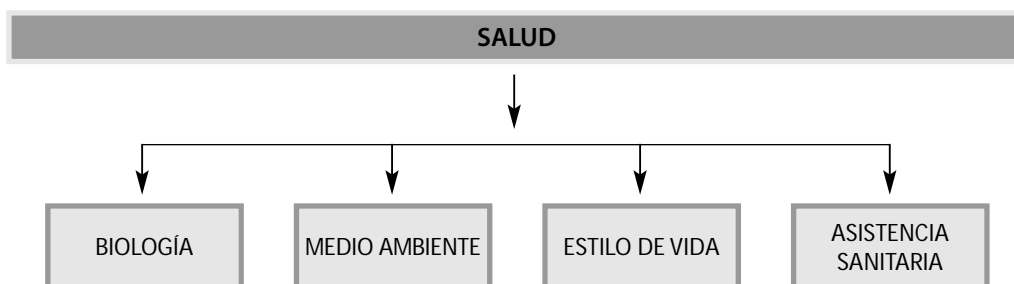 SALUD
BIOLOGÍA
MEDIO AMBIENTE
ESTILO DE VIDA
ASISTENCIA
SANITARIA